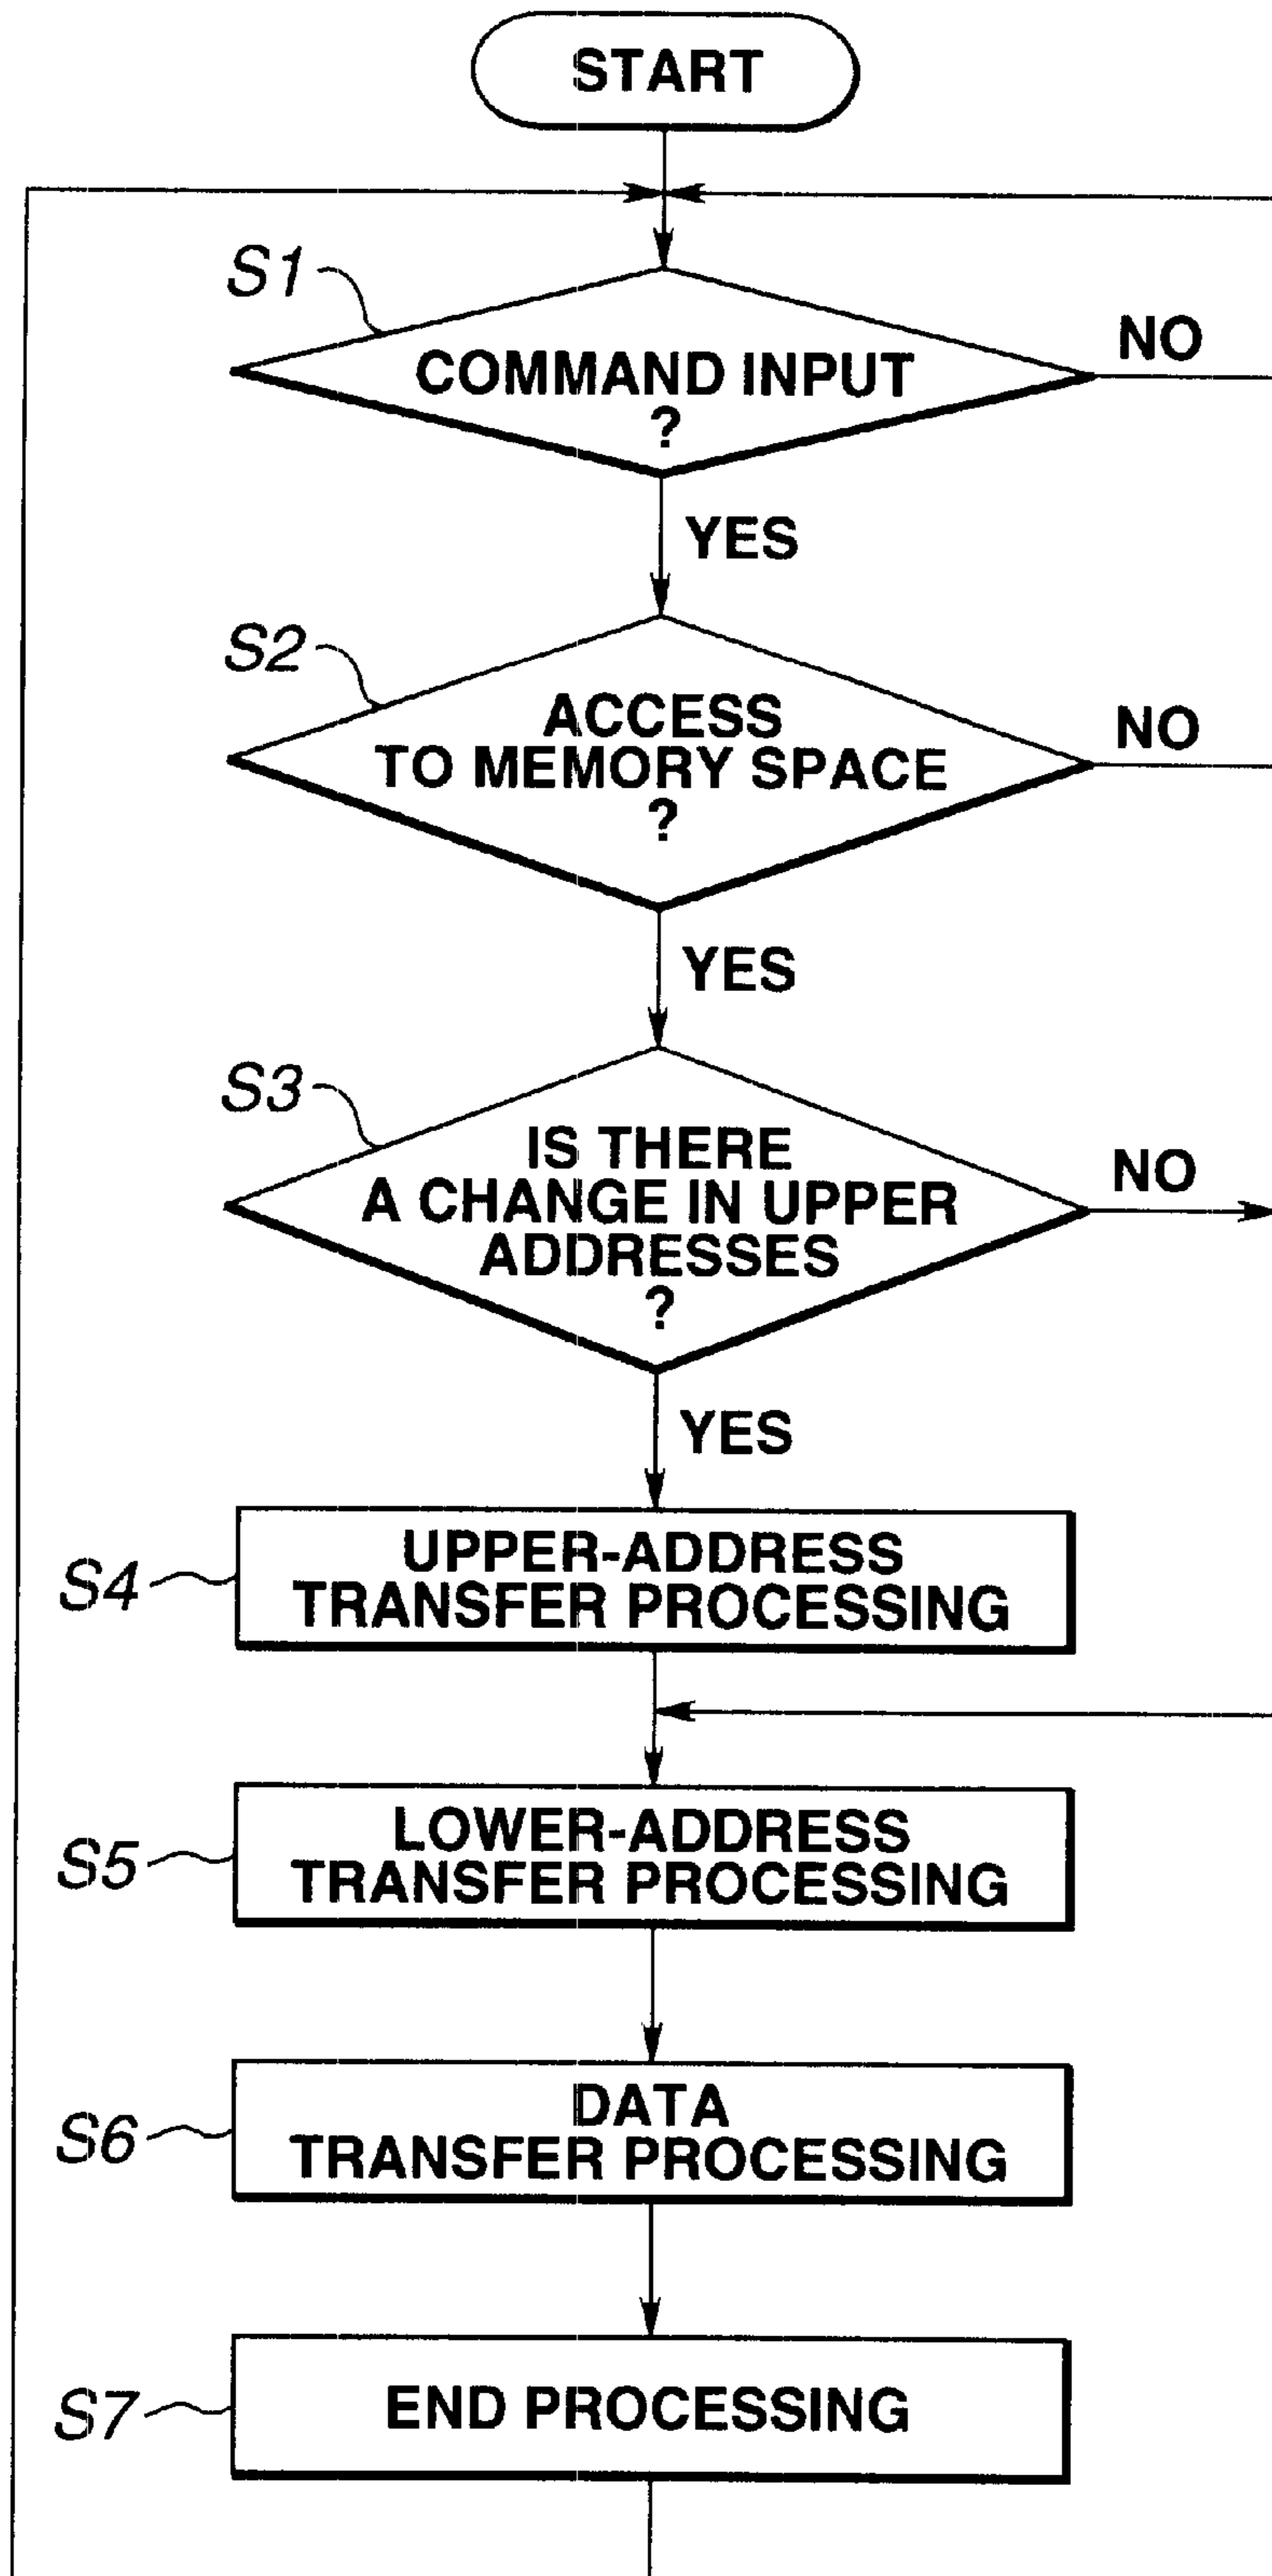 START
S1
COMMAND INPUT
?
NO
YES
S2
ACCESS
TO MEMORY SPACE
?
NO
YES
S3
IS THERE
A CHANGE IN UPPER
ADDRESSES
?
NO
YES
S4
UPPER-ADDRESS
TRANSFER PROCESSING
S5
LOWER-ADDRESS
TRANSFER PROCESSING
S6
DATA
TRANSFER PROCESSING
S7
END PROCESSING